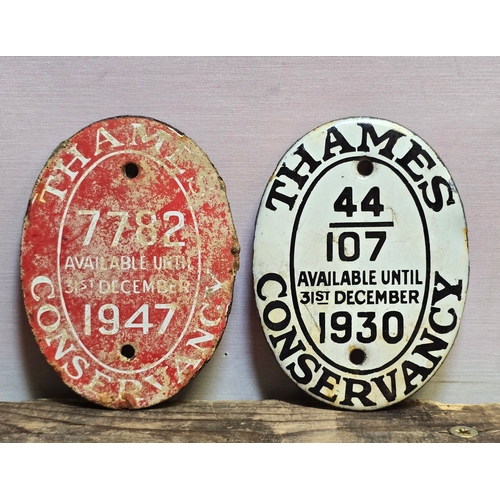 THAMES
7782
AVAILABLE UNTIL
31ST DECEMBER
1947
CONSERVANCY
THAMES
44
107
AVAILABLE UNTIL
31ST DECEMBER
1930
CONSERVANCY